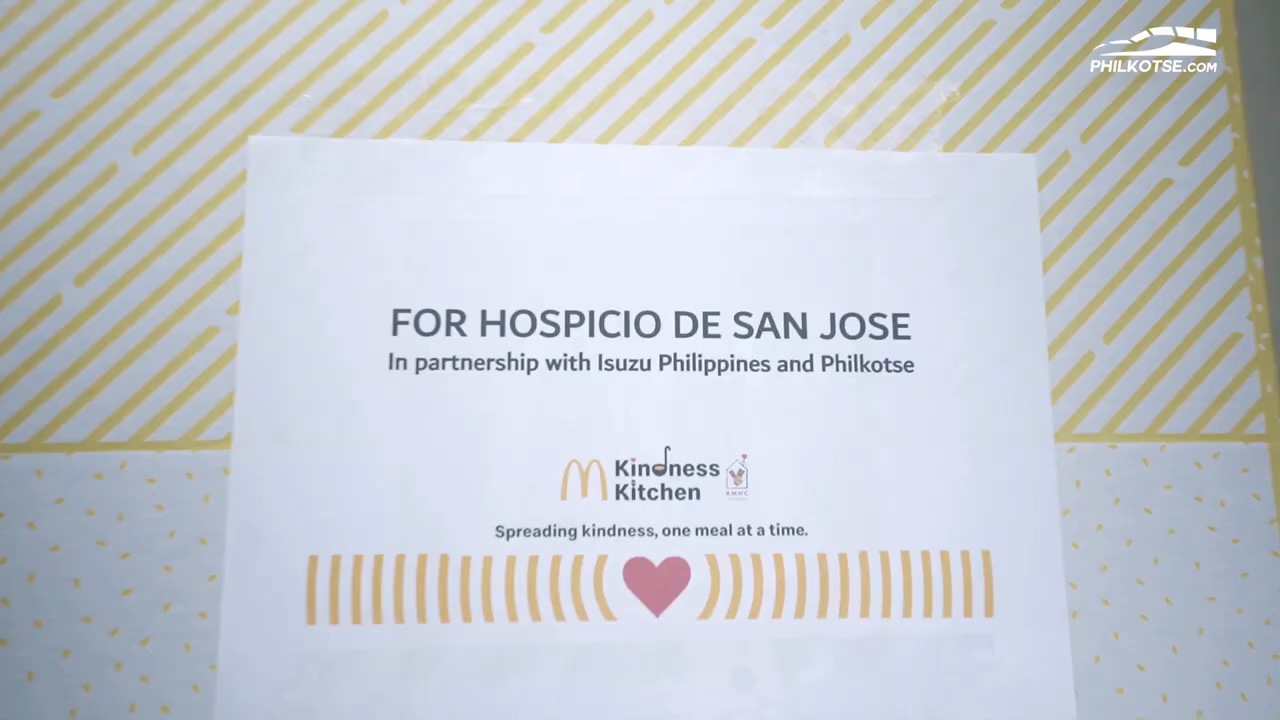 PHILKOTSE.COM
FOR HOSPICIO DE SAN JOSE
In partnership with Isuzu Philippines and Philkotse
Kindness
Kitchen
RMHC
Spreading kindness, one meal at a time.